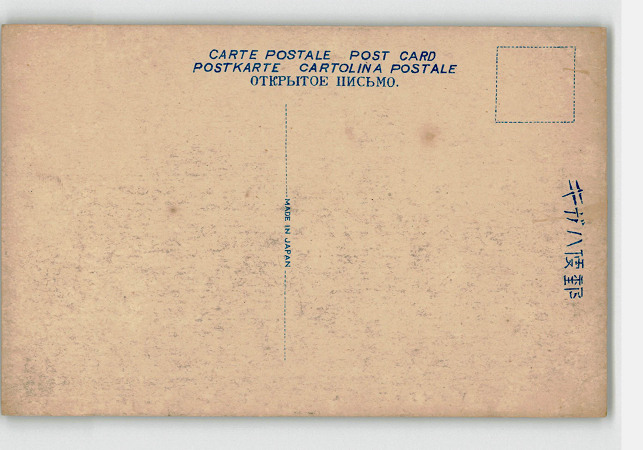 CARTE POSTALE POST CARD
POSTKARTE CARTOLINA POSTALE
ОТКРЫТОЕ ПИСЬМО.
MADE IN JAPAN
郵便ハガキ